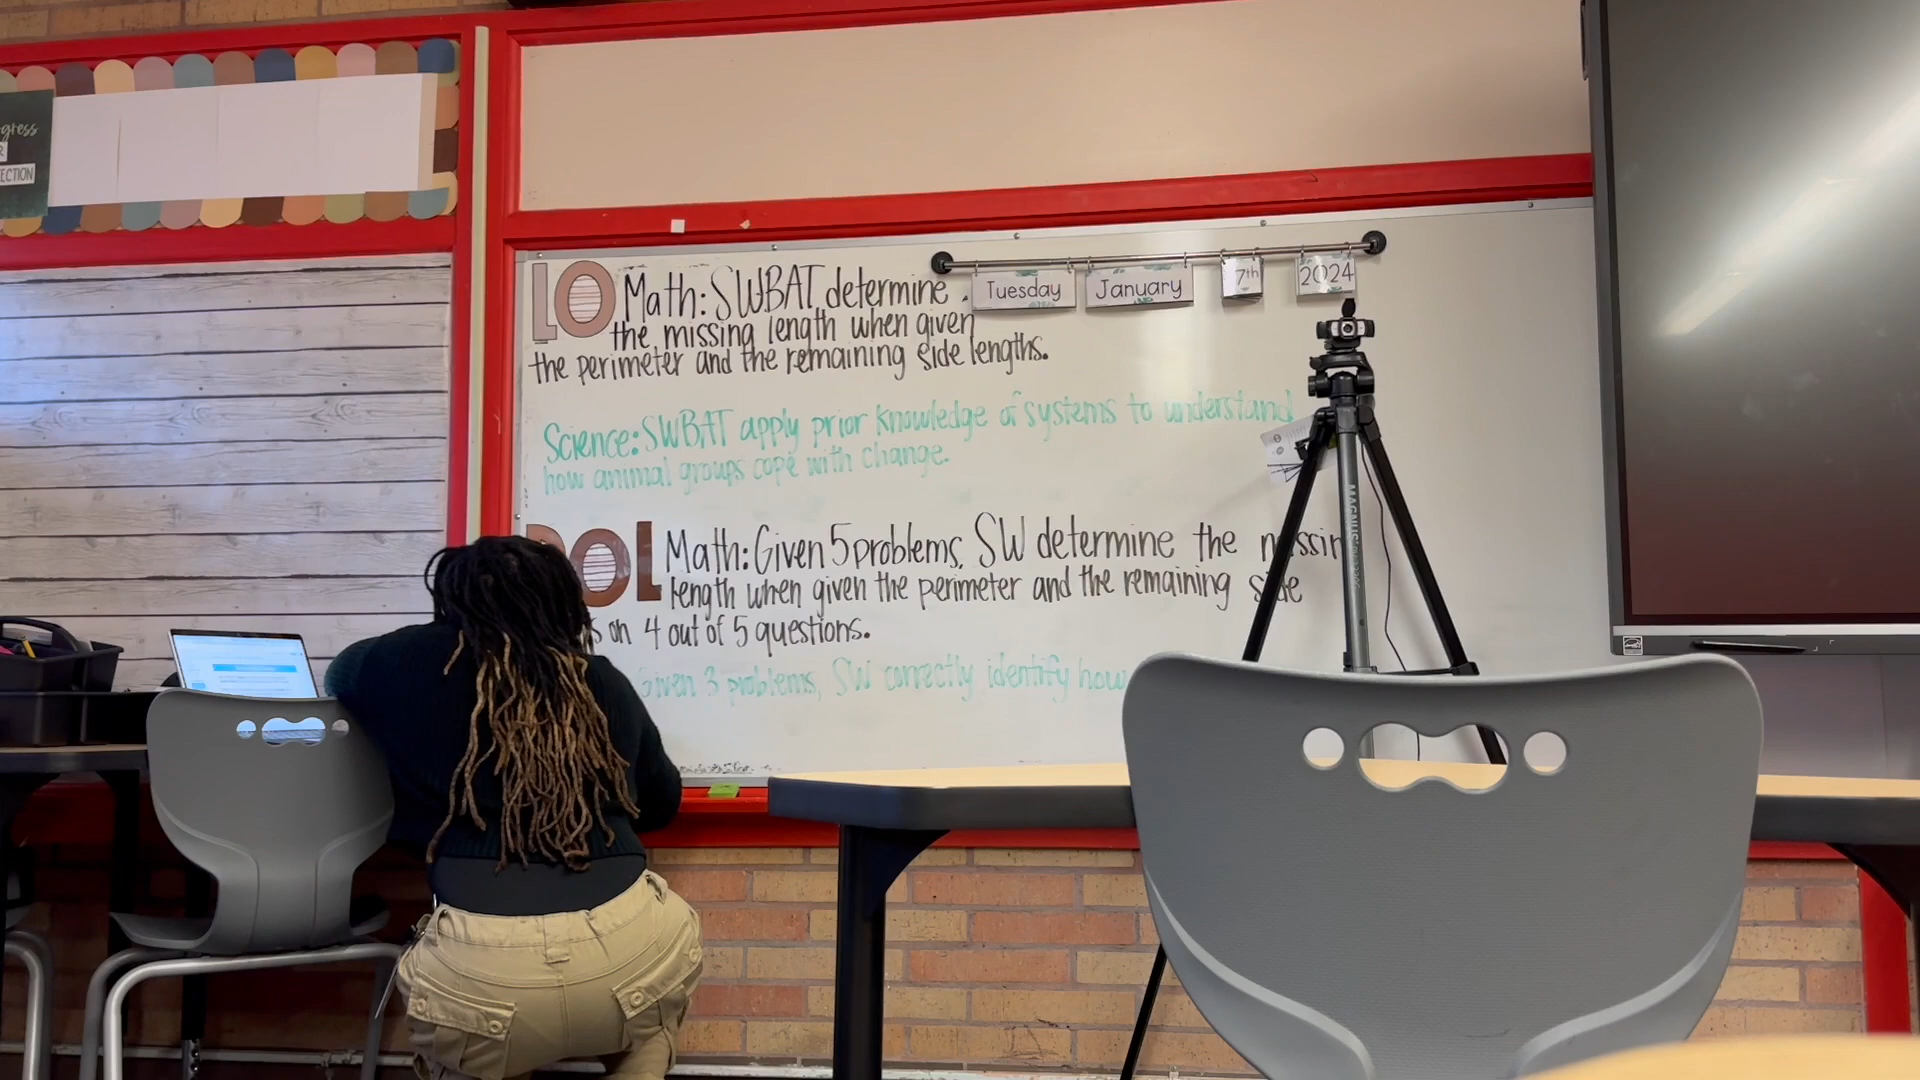 gress
ECTION
LO Math: SWBAT determine
Tuesday January 7th 2024
the missing length when given
the perimeter and the remaining side lengths.
Science: SWBAT apply prior knowledge of systems to understand
how animal groups cope with change.
DOL Math: Given 5 problems, SW determine the missin
length when given the perimeter and the remaining side
on 4 out of 5 questions.
Given 3 problems, SW correctly identify how
MAGNUS